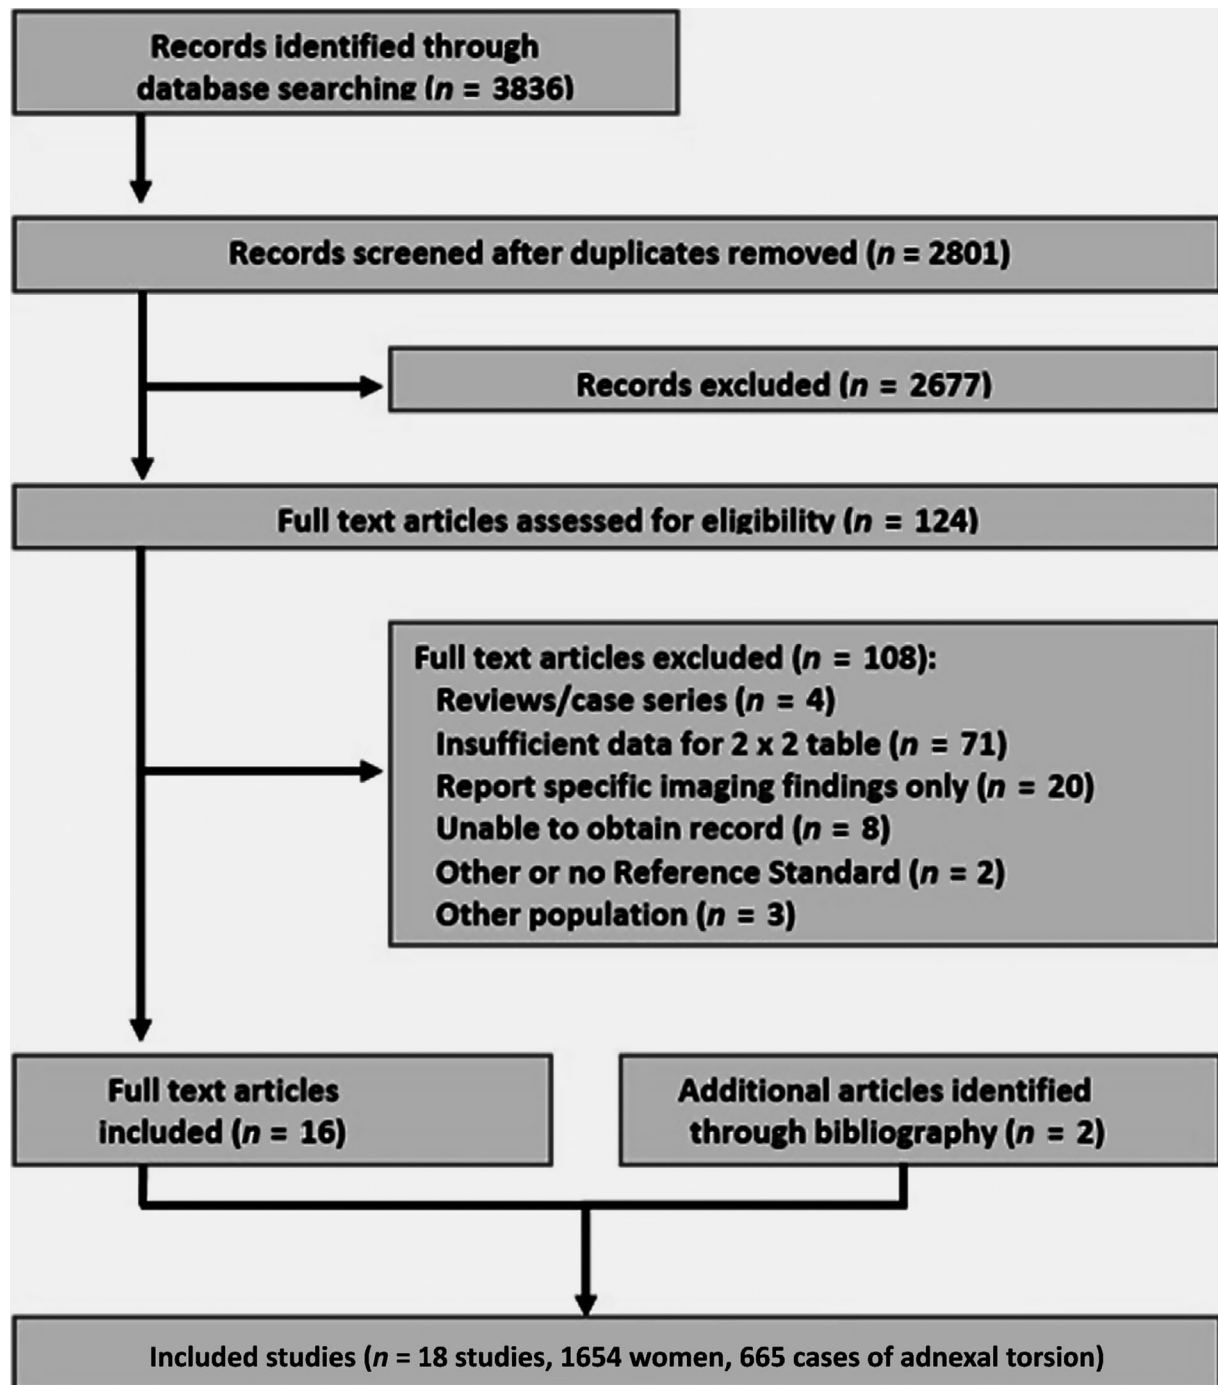 Records identified through
database searching (n = 3836)
Records screened after duplicates removed (n = 2801)
Records excluded (n = 2677)
Full text articles assessed for eligibility (n = 124)
Full text articles excluded (n = 108):
Reviews/case series (n = 4)
Insufficient data for 2 x 2 table (n = 71)
Report specific imaging findings only (n = 20)
Unable to obtain record (n = 8)
Other or no Reference Standard (n = 2)
Other population (n = 3)
Full text articles
included (n = 16)
Additional articles identified
through bibliography (n = 2)
Included studies (n = 18 studies, 1654 women, 665 cases of adnexal torsion)